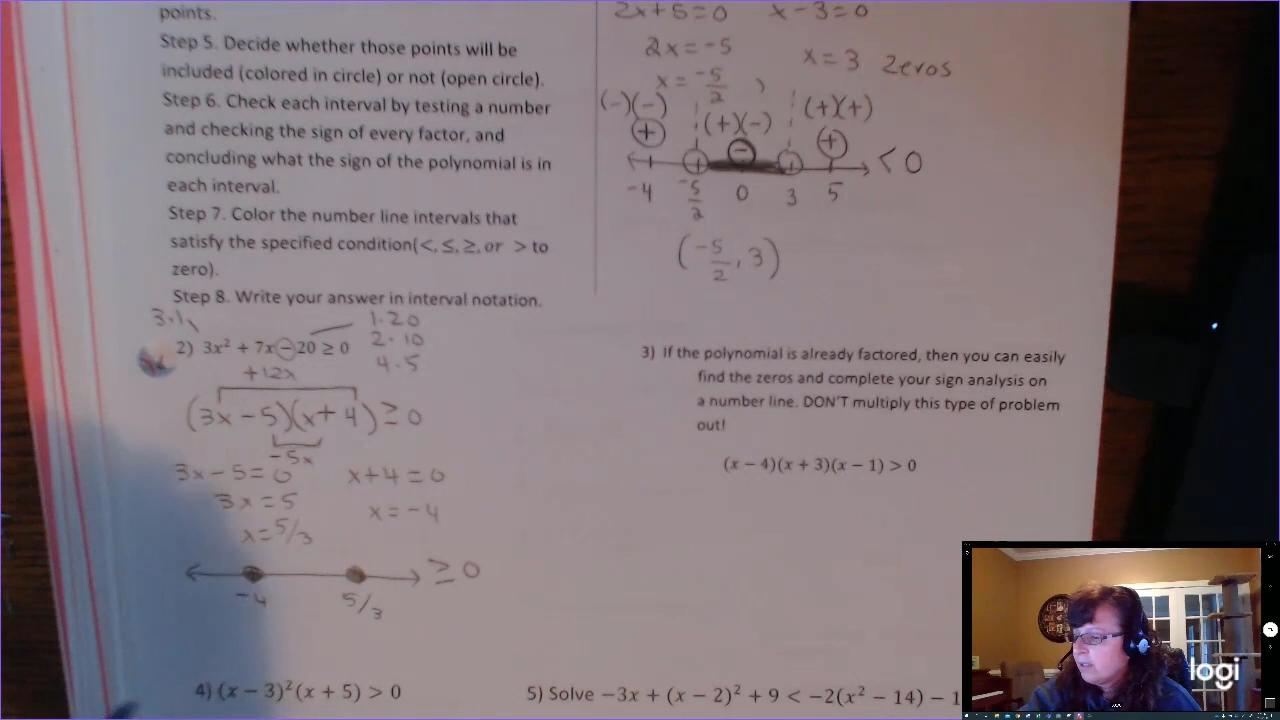 points.
Step 5. Decide whether those points will be
included (colored in circle) or not (open circle).
Step 6. Check each interval by testing a number
and checking the sign of every factor, and
concluding what the sign of the polynomial is in
each interval.
Step 7. Color the number line intervals that
satisfy the specified condition(<, ≤, ≥, or > to
zero).
Step 8. Write your answer in interval notation.
2x+5=0 x-3=0
2x=-5 x=3 zeros
x=-5/2 ,
(-)(-) (+)(-) (+)(+)
+ - + <0
-4 -5/2 0 3 5
(-5/2, 3)
3·1 1·20
2) 3x² + 7x − 20 ≥ 0 2·10
+12x 4·5
(3x-5)(x+4) ≥ 0
-5x
3x-5=0 x+4=0
3x=5 x=-4
x=5/3
≥0
-4 5/3
3) If the polynomial is already factored, then you can easily
find the zeros and complete your sign analysis on
a number line. DON'T multiply this type of problem
out!
(x − 4)(x + 3)(x − 1) > 0
4) (x − 3)²(x + 5) > 0
5) Solve −3x + (x − 2)² + 9 < −2(x² − 14) − 1
logi